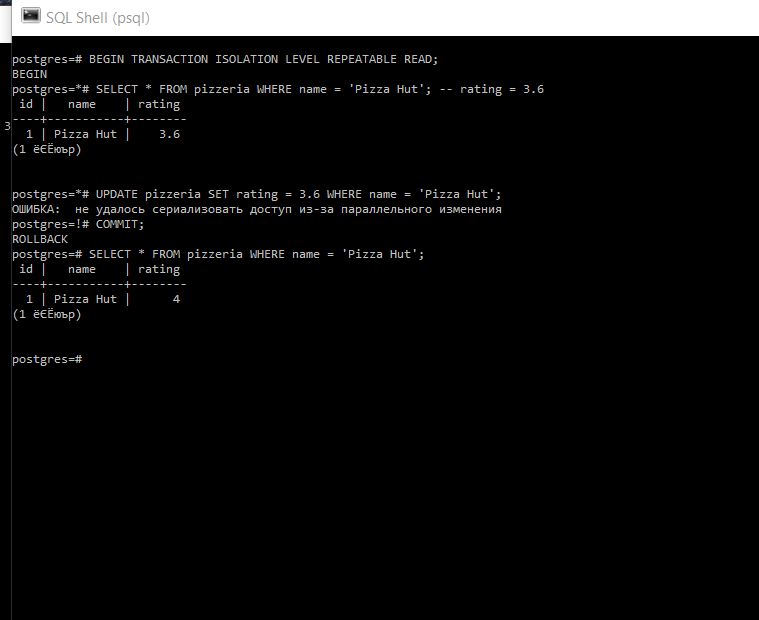 SQL Shell (psql)
postgres=# BEGIN TRANSACTION ISOLATION LEVEL REPEATABLE READ;
BEGIN
postgres=*# SELECT * FROM pizzeria WHERE name = 'Pizza Hut'; -- rating = 3.6
 id |   name    | rating
----+-----------+--------
  1 | Pizza Hut |    3.6
(1 ёЄЁюър)
3
postgres=*# UPDATE pizzeria SET rating = 3.6 WHERE name = 'Pizza Hut';
ОШИБКА:  не удалось сериализовать доступ из-за параллельного изменения
postgres=!# COMMIT;
ROLLBACK
postgres=# SELECT * FROM pizzeria WHERE name = 'Pizza Hut';
 id |   name    | rating
----+-----------+--------
  1 | Pizza Hut |      4
(1 ёЄЁюър)
postgres=#